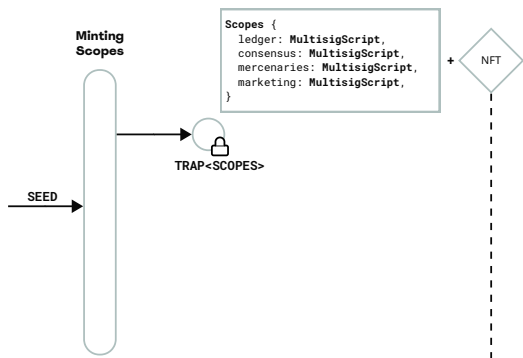 Minting
Scopes
Scopes {
ledger: MultisigScript,
consensus: MultisigScript,
mercenaries: MultisigScript,
marketing: MultisigScript,
}
+
NFT
TRAP<SCOPES>
SEED